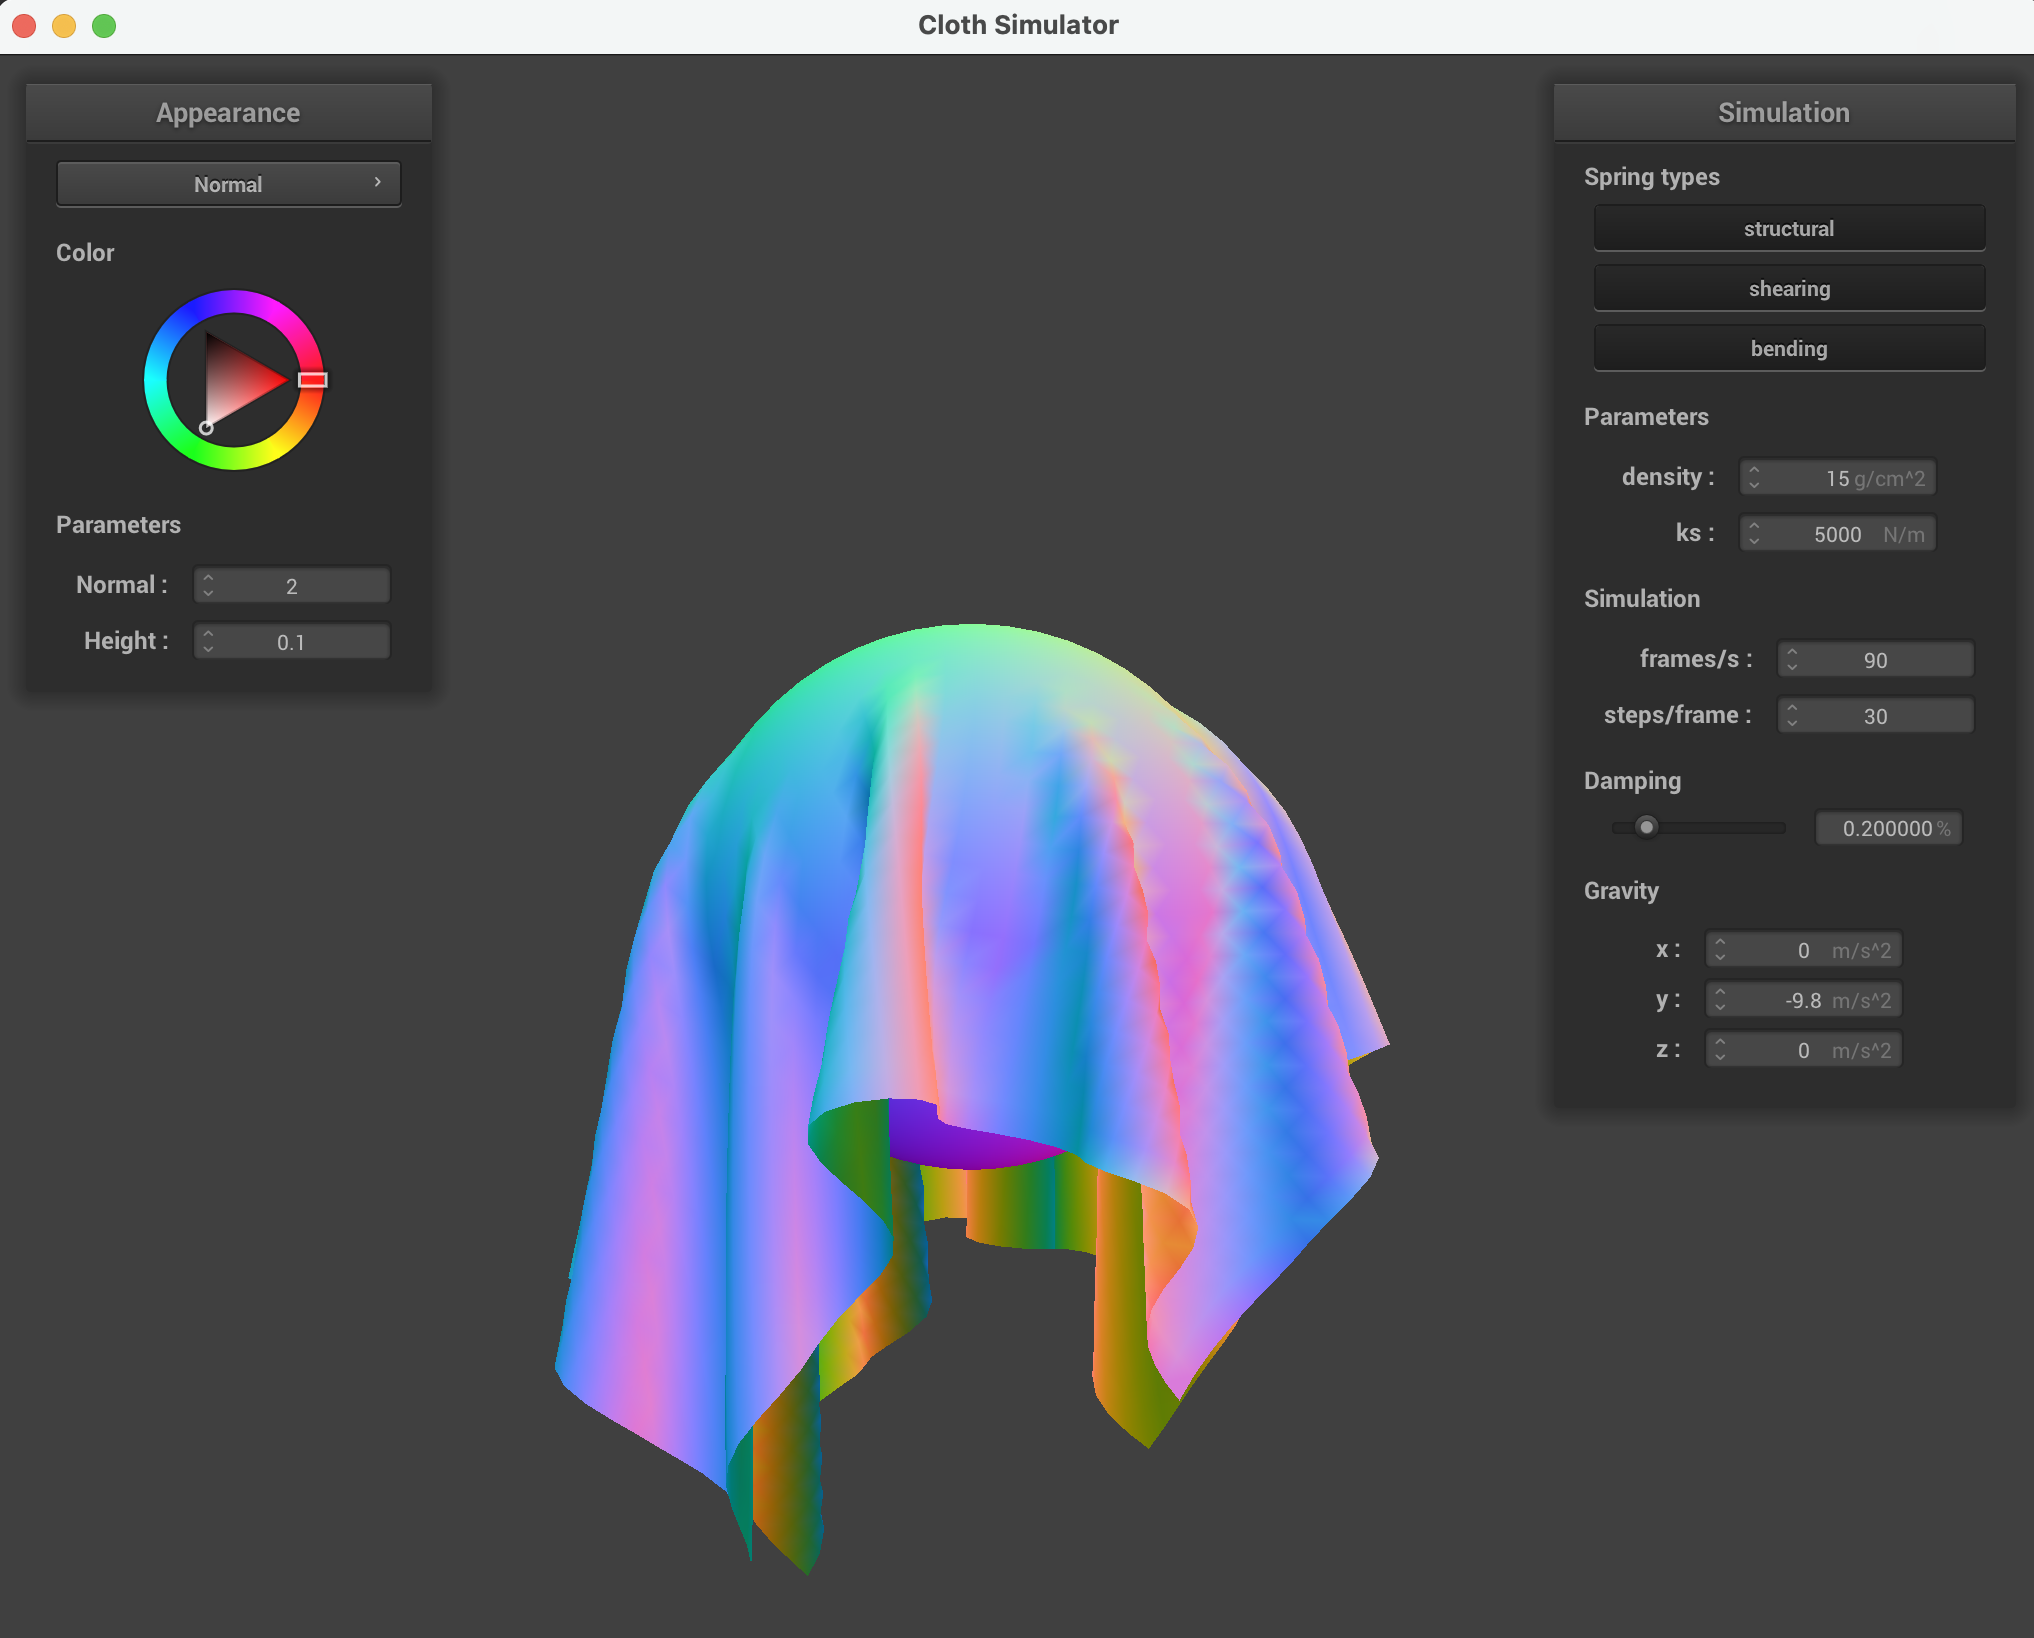 Cloth Simulator
Appearance
Normal
Color
Parameters
Normal : 2
Height : 0.1
Simulation
Spring types
structural
shearing
bending
Parameters
density : 15 g/cm^2
ks : 5000 N/m
Simulation
frames/s : 90
steps/frame : 30
Damping
0.200000 %
Gravity
x : 0 m/s^2
y : -9.8 m/s^2
z : 0 m/s^2